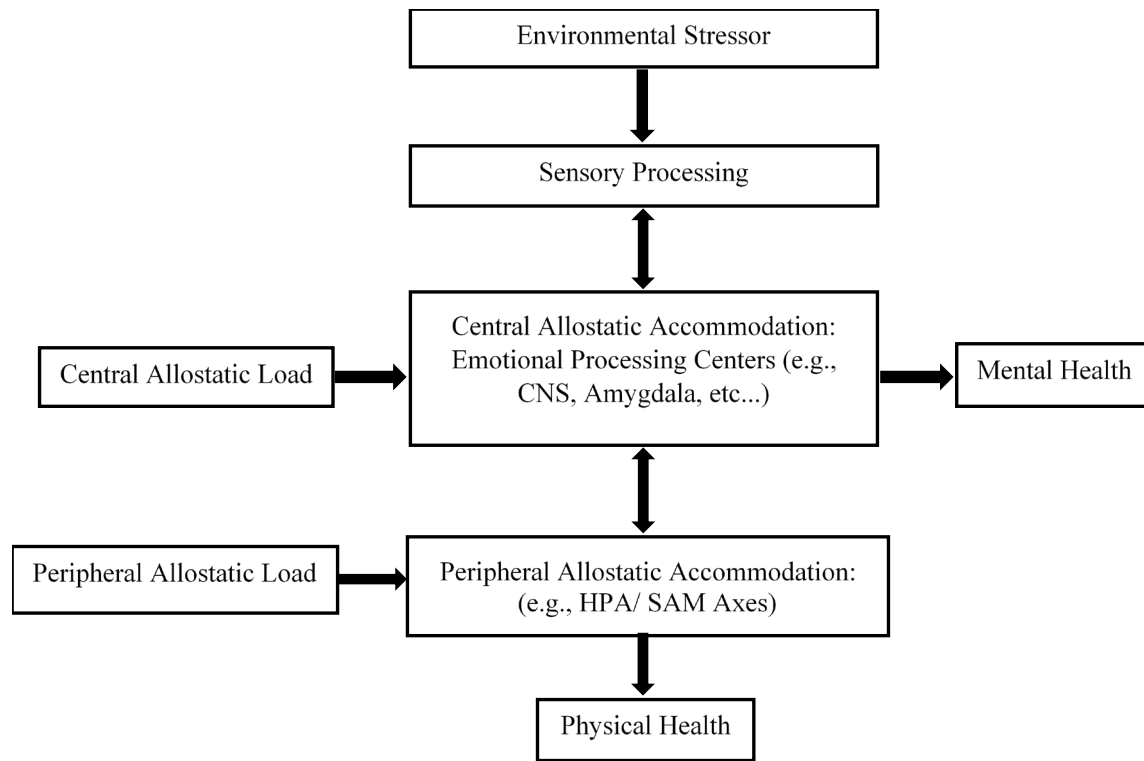 Environmental Stressor
Sensory Processing
Central Allostatic Accommodation:
Emotional Processing Centers (e.g.,
CNS, Amygdala, etc...)
Central Allostatic Load
Mental Health
Peripheral Allostatic Load
Peripheral Allostatic Accommodation:
(e.g., HPA/ SAM Axes)
Physical Health